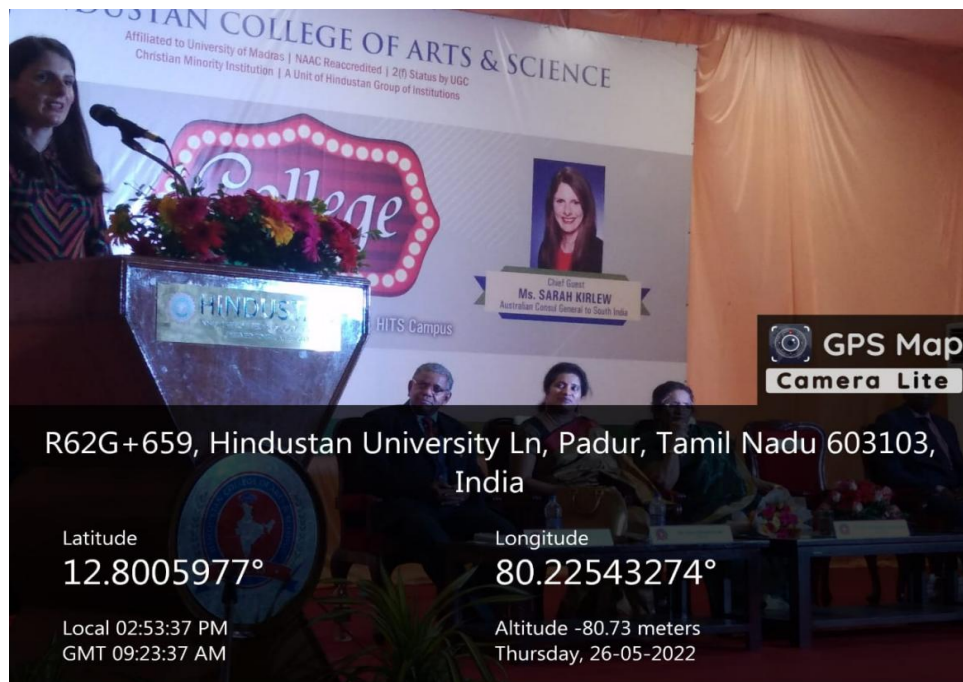 HINDUSTAN COLLEGE OF ARTS & SCIENCE
Affiliated to University of Madras | NAAC Reaccredited | 2(f) Status by UGC
Christian Minority Institution | A Unit of Hindustan Group of Institutions
College
Chief Guest
Ms. SARAH KIRLEW
Australian Consul General to South India
HINDUST
HITS Campus
GPS Map
Camera Lite
R62G+659, Hindustan University Ln, Padur, Tamil Nadu 603103,
India
Latitude
12.8005977°
Longitude
80.22543274°
Local 02:53:37 PM
GMT 09:23:37 AM
Altitude -80.73 meters
Thursday, 26-05-2022